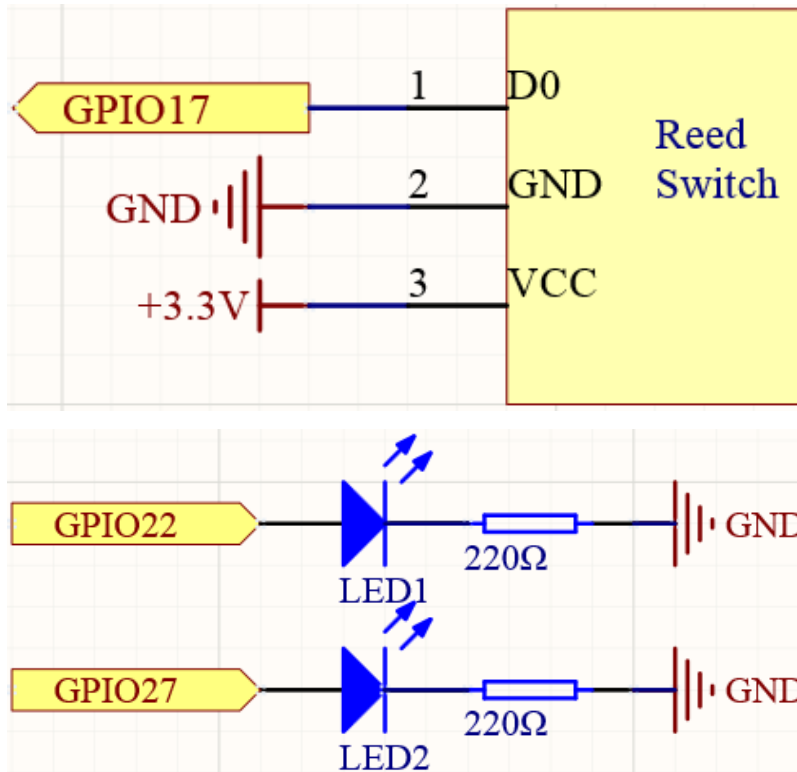 GPIO17
1
D0
GND
2
GND
Reed
Switch
+3.3V
3
VCC
GPIO22
LED1
220Ω
GND
GPIO27
LED2
220Ω
GND